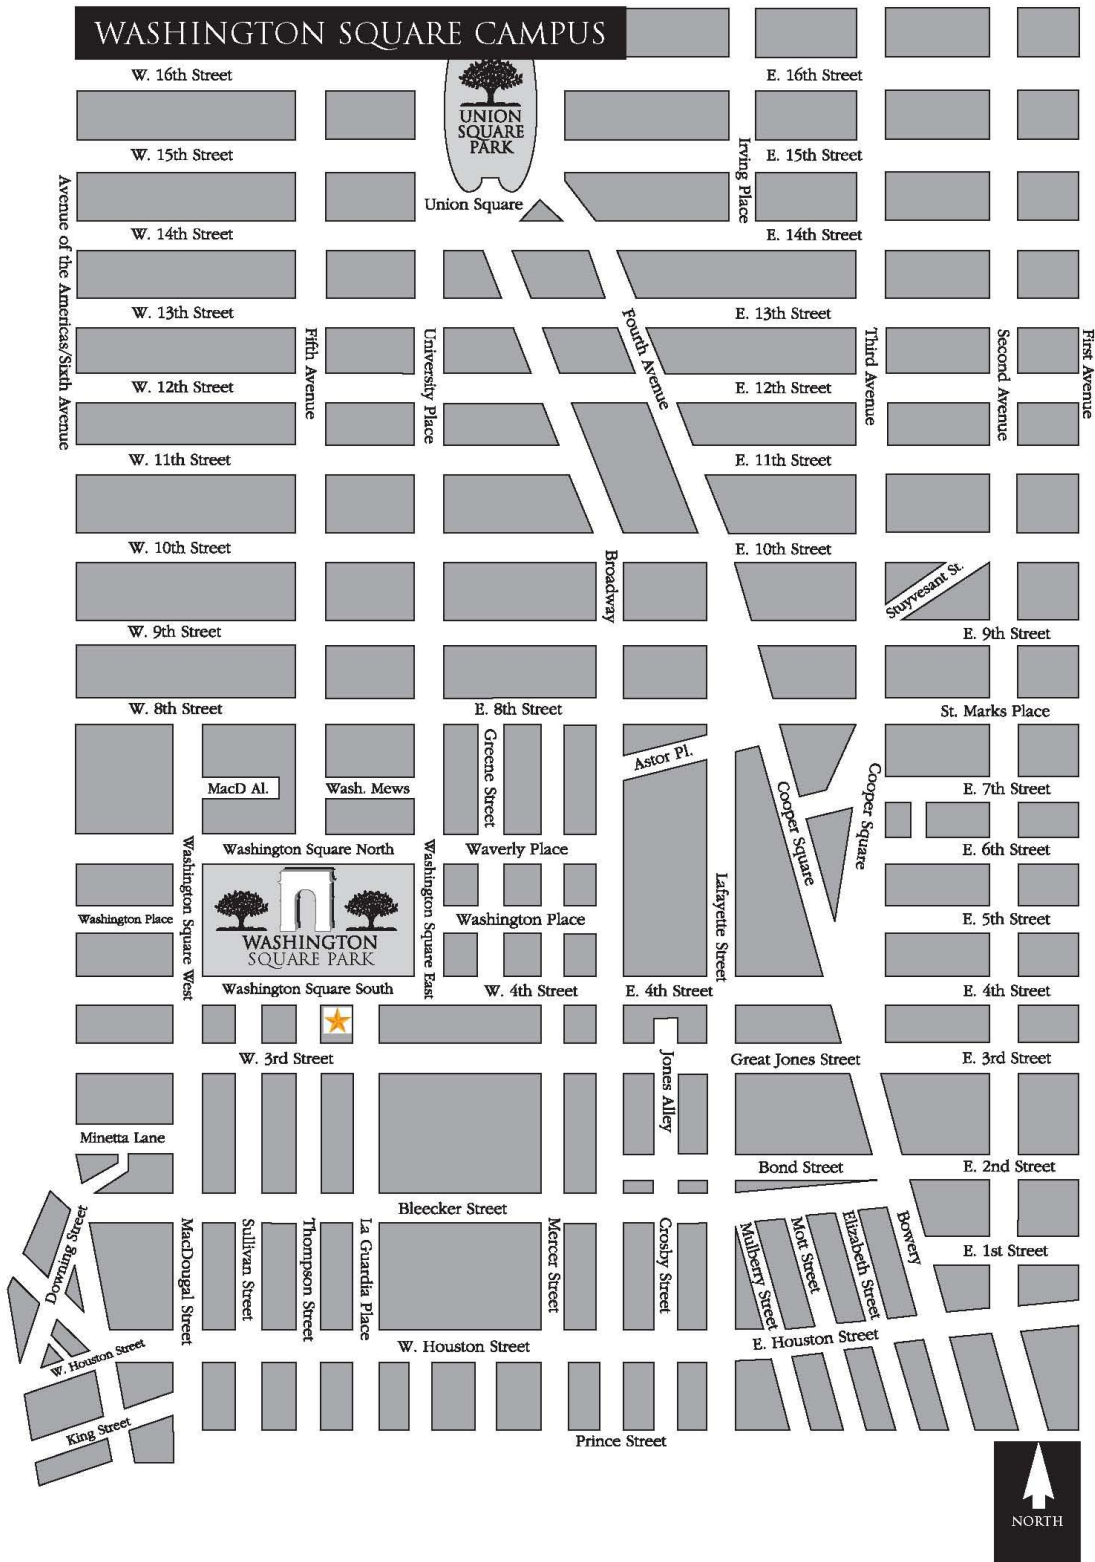 WASHINGTON SQUARE CAMPUS
W. 16th Street
E. 16th Street
UNION
SQUARE
PARK
W. 15th Street
E. 15th Street
Irving Place
Avenue of the Americas/Sixth Avenue
Union Square
W. 14th Street
E. 14th Street
W. 13th Street
E. 13th Street
Fifth Avenue
University Place
Fourth Avenue
Third Avenue
Second Avenue
First Avenue
W. 12th Street
E. 12th Street
W. 11th Street
E. 11th Street
W. 10th Street
E. 10th Street
Broadway
Stuyvesant St.
W. 9th Street
E. 9th Street
W. 8th Street
E. 8th Street
St. Marks Place
Greene Street
Astor Pl.
MacD Al.
Wash. Mews
Cooper Square
Cooper Square
E. 7th Street
Washington Square North
Waverly Place
E. 6th Street
Washington Square West
Washington Square East
Lafayette Street
Washington Place
WASHINGTON
SQUARE PARK
Washington Place
E. 5th Street
Washington Square South
W. 4th Street
E. 4th Street
E. 4th Street
W. 3rd Street
Jones Alley
Great Jones Street
E. 3rd Street
Minetta Lane
Bond Street
E. 2nd Street
Bleecker Street
Downing Street
MacDougal Street
Sullivan Street
Thompson Street
La Guardia Place
Mercer Street
Crosby Street
Mulberry Street
Mott Street
Elizabeth Street
Bowery
E. 1st Street
W. Houston Street
W. Houston Street
E. Houston Street
King Street
Prince Street
NORTH